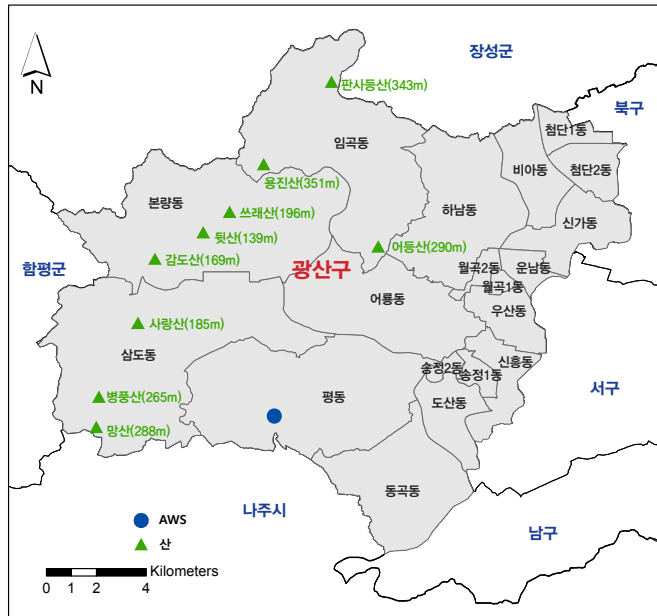 장성군
N
판사등산(343m)
북구
첨단1동
임곡동
비아동
첨단2동
용진산(351m)
본량동
하남동
쓰래산(196m)
신가동
뒷산(139m)
어등산(290m)
함평군
감도산(169m)
광산구
월곡2동
운남동
월곡1동
어룡동
우산동
사랑산(185m)
삼도동
송정2동
신흥동
송정1동
서구
병풍산(265m)
평동
도산동
망산(288m)
동곡동
나주시
남구
AWS
산
Kilometers
0 1 2 4